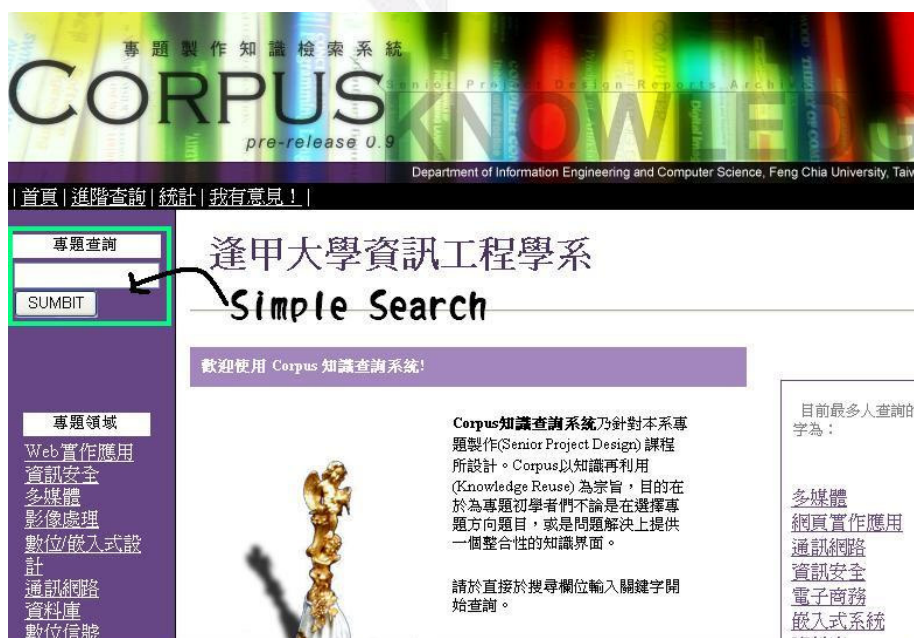 專題製作知識檢索系統
CORPUS
Senior Project Design Reports Archi
KNOWLEDG
pre-release 0.9
Department of Information Engineering and Computer Science, Feng Chia University, Taiw
|首頁|進階查詢|統計|我有意見!|
專題查詢
SUMBIT
逢甲大學資訊工程學系
Simple Search
歡迎使用 Corpus 知識查詢系統!
專題領域
Web實作應用
資訊安全
多媒體
影像處理
數位/嵌入式設
計
通訊網路
資料庫
數位信號
Corpus知識查詢系統乃針對本系專
題製作(Senior Project Design) 課程
所設計。Corpus以知識再利用
(Knowledge Reuse) 為宗旨,目的在
於為專題初學者們不論是在選擇專
題方向題目,或是問題解決上提供
一個整合性的知識界面。
請於直接於搜尋欄位輸入關鍵字開
始查詢。
目前最多人查詢的
字為:
多媒體
網頁實作應用
通訊網路
資訊安全
電子商務
嵌入式系統